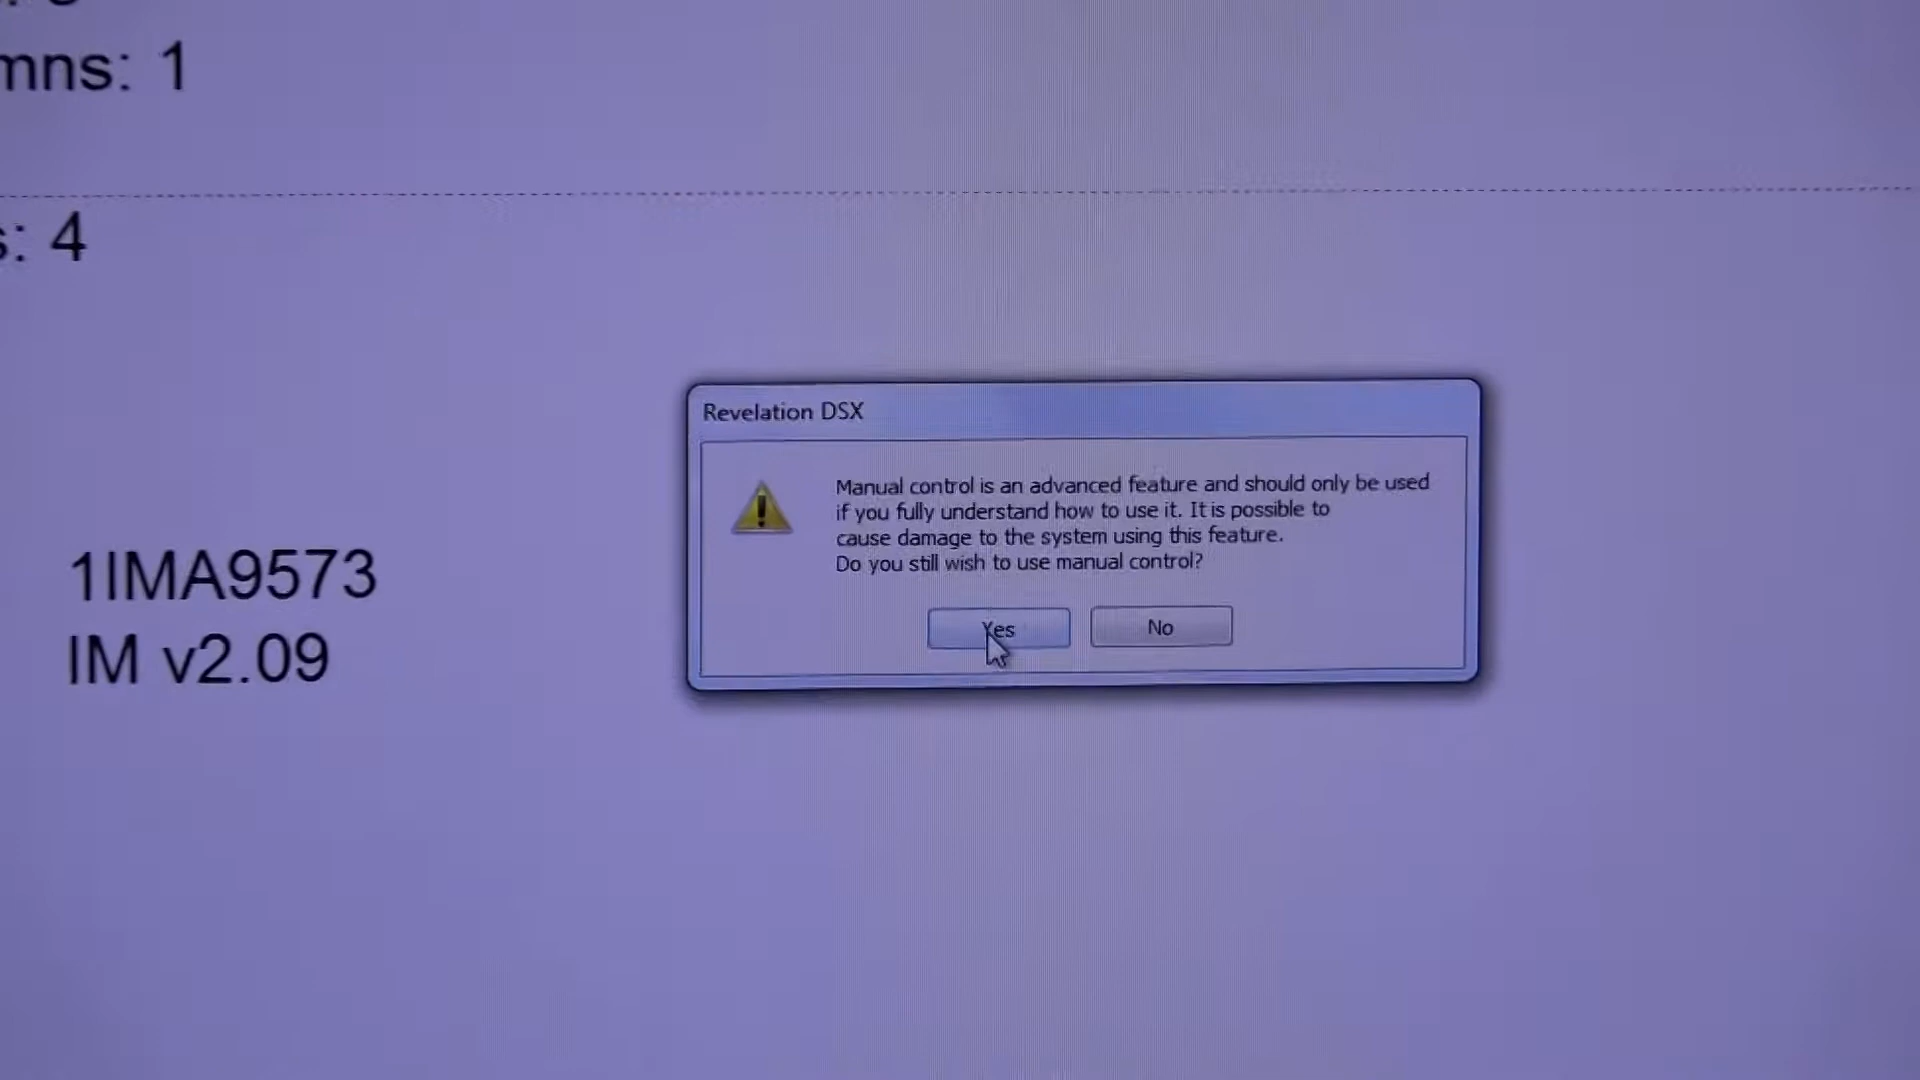 mns: 1
s: 4
1IMA9573
IM v2.09
Revelation DSX
Manual control is an advanced feature and should only be used
if you fully understand how to use it. It is possible to
cause damage to the system using this feature.
Do you still wish to use manual control?
Yes
No